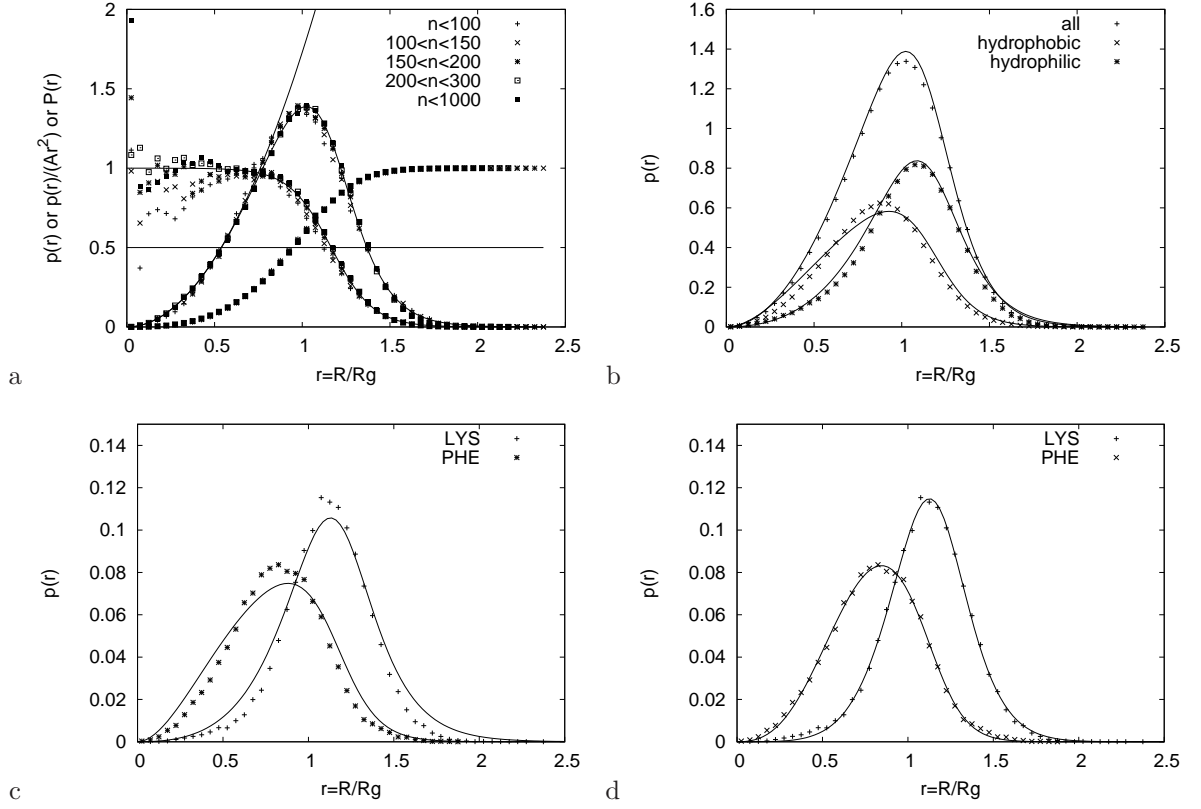 p(r) or p(r)/(Ar²) or P(r)
2
1.5
1
0.5
0
n<100
100<n<150
150<n<200
200<n<300
n<1000
0 0.5 1 1.5 2 2.5
r=R/Rg
a
p(r)
1.6
1.4
1.2
1
0.8
0.6
0.4
0.2
0
all
hydrophobic
hydrophilic
0 0.5 1 1.5 2 2.5
r=R/Rg
b
p(r)
0.14
0.12
0.1
0.08
0.06
0.04
0.02
0
LYS
PHE
0 0.5 1 1.5 2 2.5
r=R/Rg
c
p(r)
0.14
0.12
0.1
0.08
0.06
0.04
0.02
0
LYS
PHE
0 0.5 1 1.5 2 2.5
r=R/Rg
d